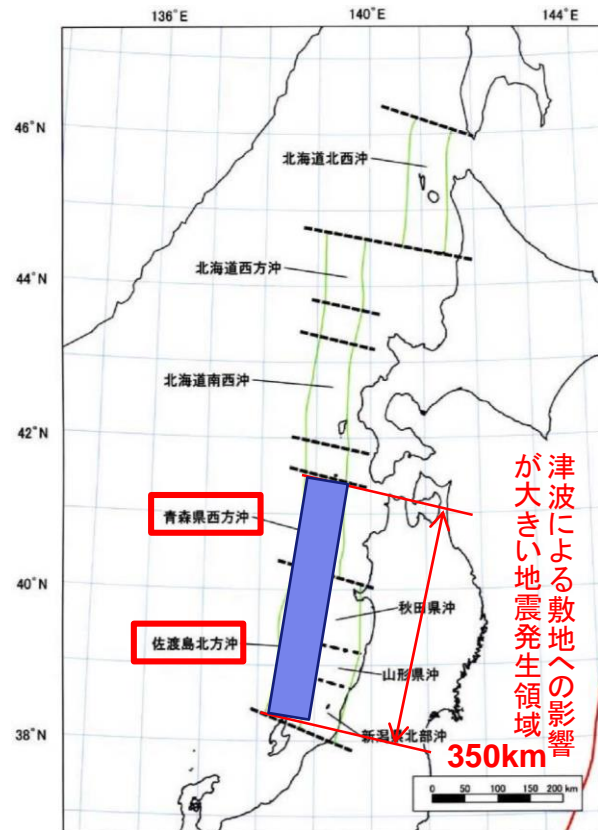 136°E 140°E 144°E
46°N
北海道北西沖
北海道西方沖
44°N
北海道南西沖
42°N
津波による敷地への影響
が大きい地震発生領域
青森県西方沖
40°N
秋田県沖
佐渡島北方沖
山形県沖
38°N
新潟県北部沖
350km
0 50 100 150 200 km